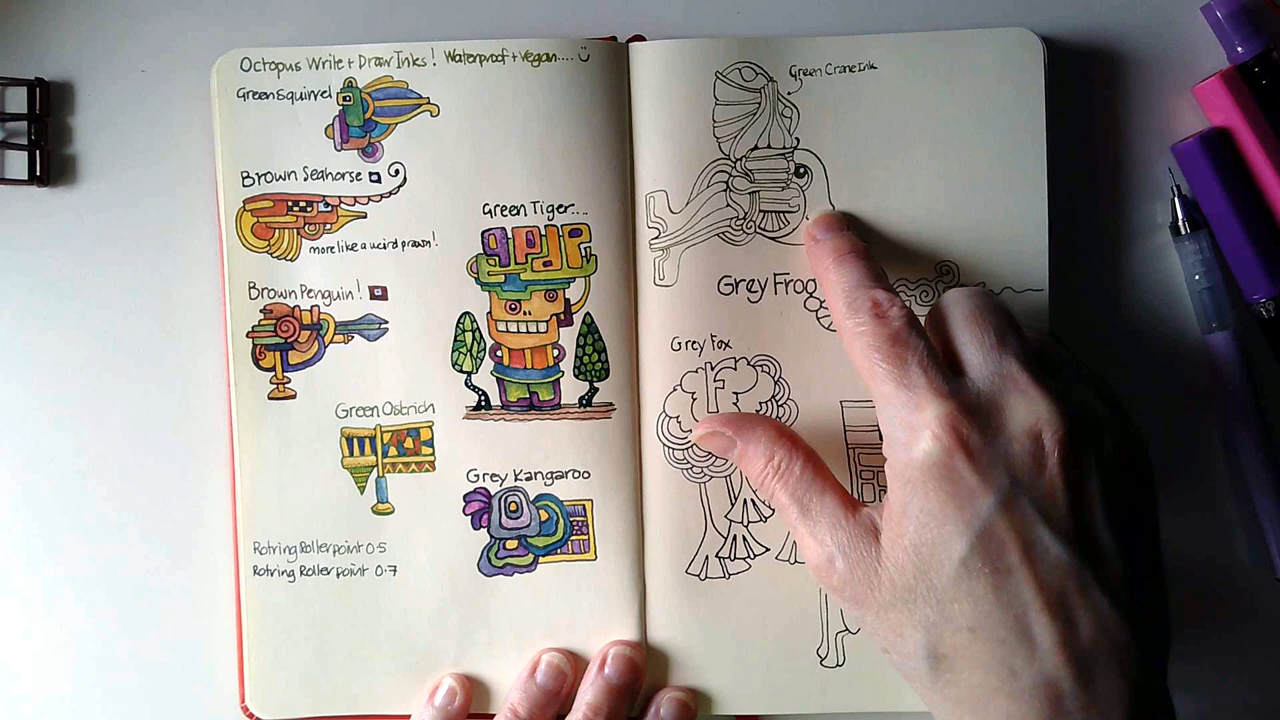 Octopus Write + Draw Inks! Waterproof + Vegan....
Green Squirrel
Brown Seahorse
more like a weird prawn!
Brown Penguin!
Green Tiger....
Green Ostrich
Grey Kangaroo
Rotring Rollerpoint 0.5
Rotring Rollerpoint 0.7
Green Crane Ink
Grey Frog
Grey Fox